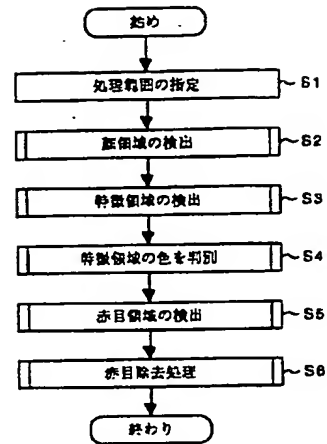 始め
処理範囲の指定 S1
肌領域の検出 S2
特徴領域の検出 S3
特徴領域の色を判別 S4
赤目領域の検出 S5
赤目除去処理 S6
終わり